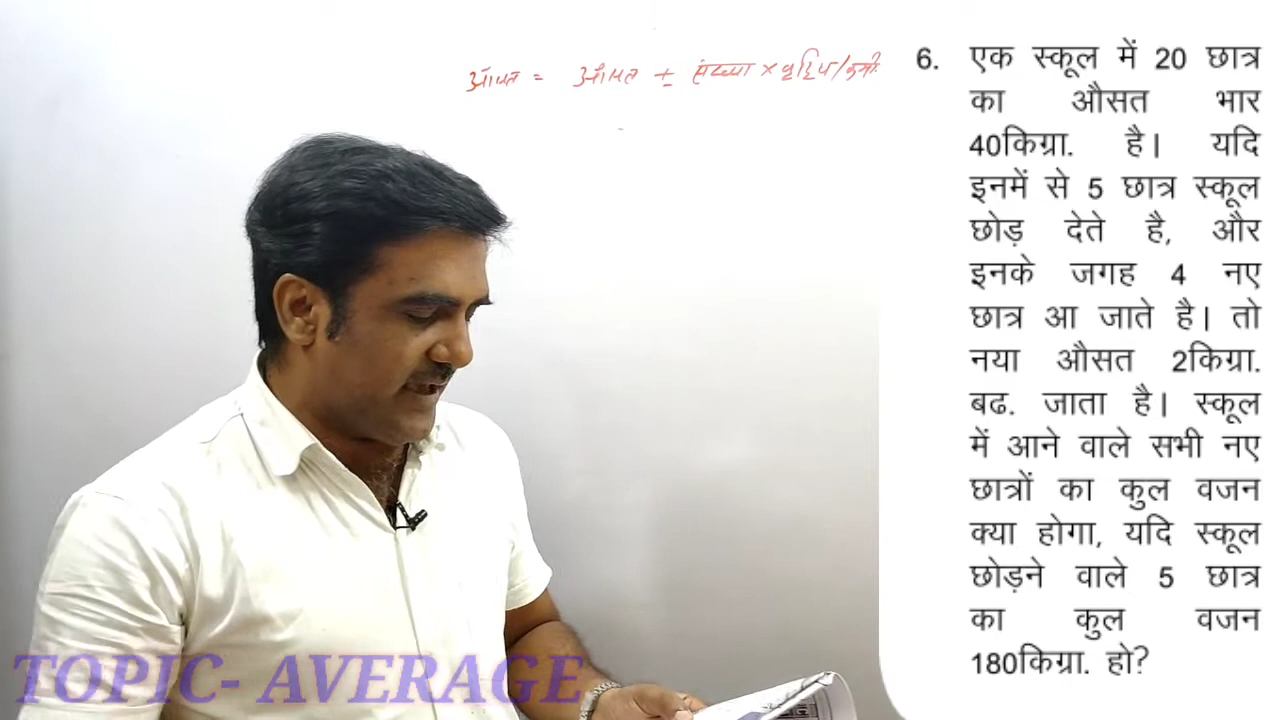 औसत = औसत ± संख्या × वृद्धि/कमी
6. एक स्कूल में 20 छात्र
का औसत भार
40किग्रा. है। यदि
इनमें से 5 छात्र स्कूल
छोड़ देते है, और
इनके जगह 4 नए
छात्र आ जाते है। तो
नया औसत 2किग्रा.
बढ. जाता है। स्कूल
में आने वाले सभी नए
छात्रों का कुल वजन
क्या होगा, यदि स्कूल
छोड़ने वाले 5 छात्र
का कुल वजन
180किग्रा. हो?
TOPIC- AVERAGE